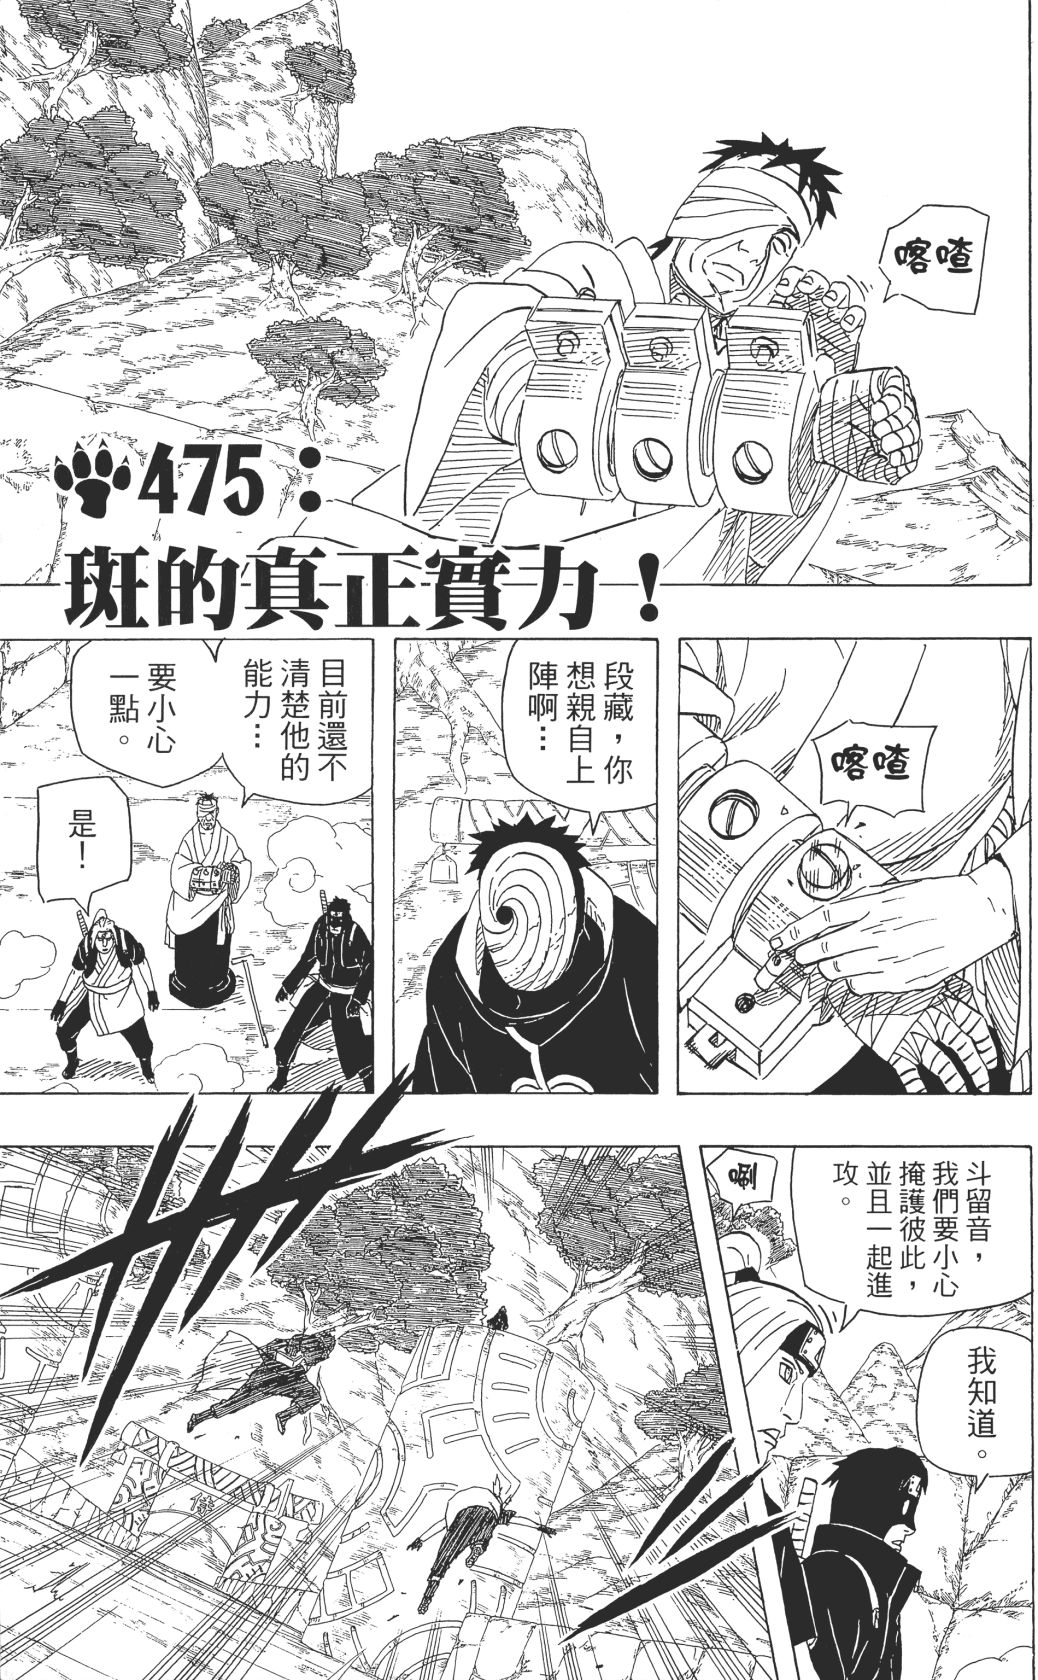 喀喳
475：
斑的真正實力！
喀喳
段藏，你
想親自上
陣啊…
目前還不
清楚他的
能力…
要小心
一點。
是！
斗留音，
我們要小心
掩護彼此，
並且一起進
攻。
唰
我知道。